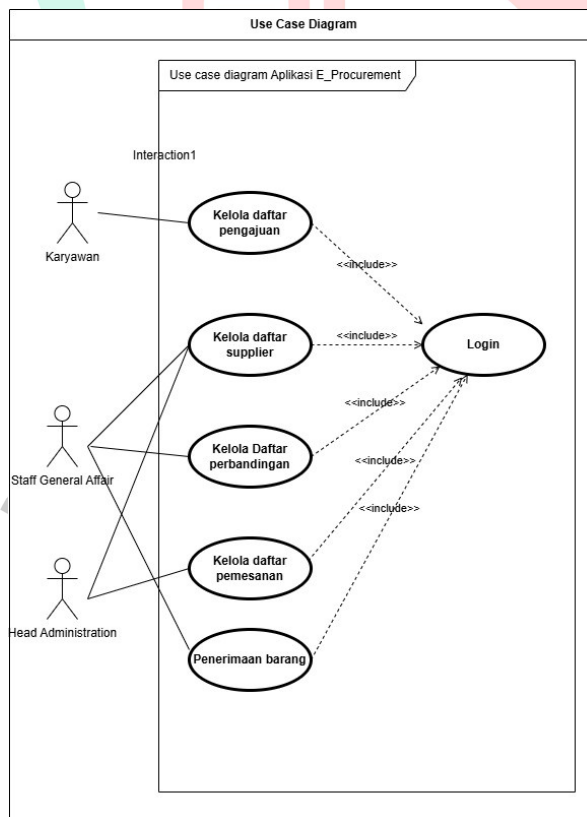 Use Case Diagram
Use case diagram Aplikasi E_Procurement
Interaction1
Karyawan
Kelola daftar
pengajuan
<<include>>
Kelola daftar
supplier
<<include>>
Login
Staff General Affair
Kelola Daftar
perbandingan
<<include>>
Head Administration
Kelola daftar
pemesanan
<<include>>
<<include>>
Penerimaan barang